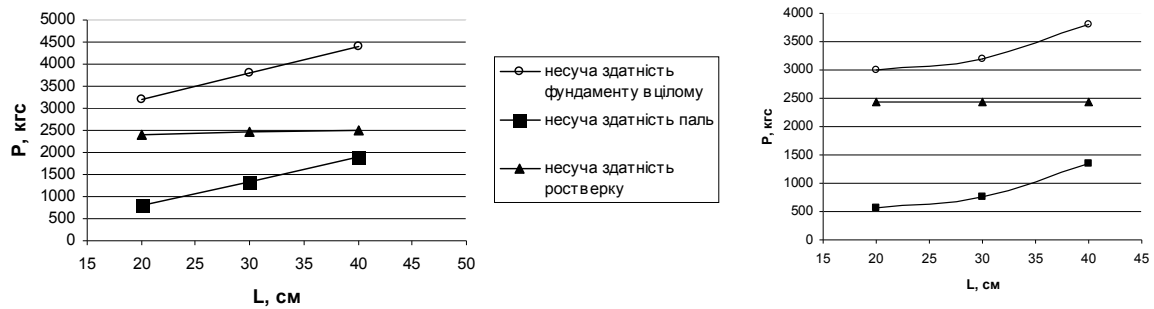 5000
4500
4000
3500
3000
2500
2000
1500
1000
500
0
P, кгс
15 20 25 30 35 40 45 50
L, см
несуча здатність
фундаменту в цілому
несуча здатність паль
несуча здатність
ростверку
4000
3500
3000
2500
2000
1500
1000
500
0
P, кгс
15 20 25 30 35 40 45
L, см